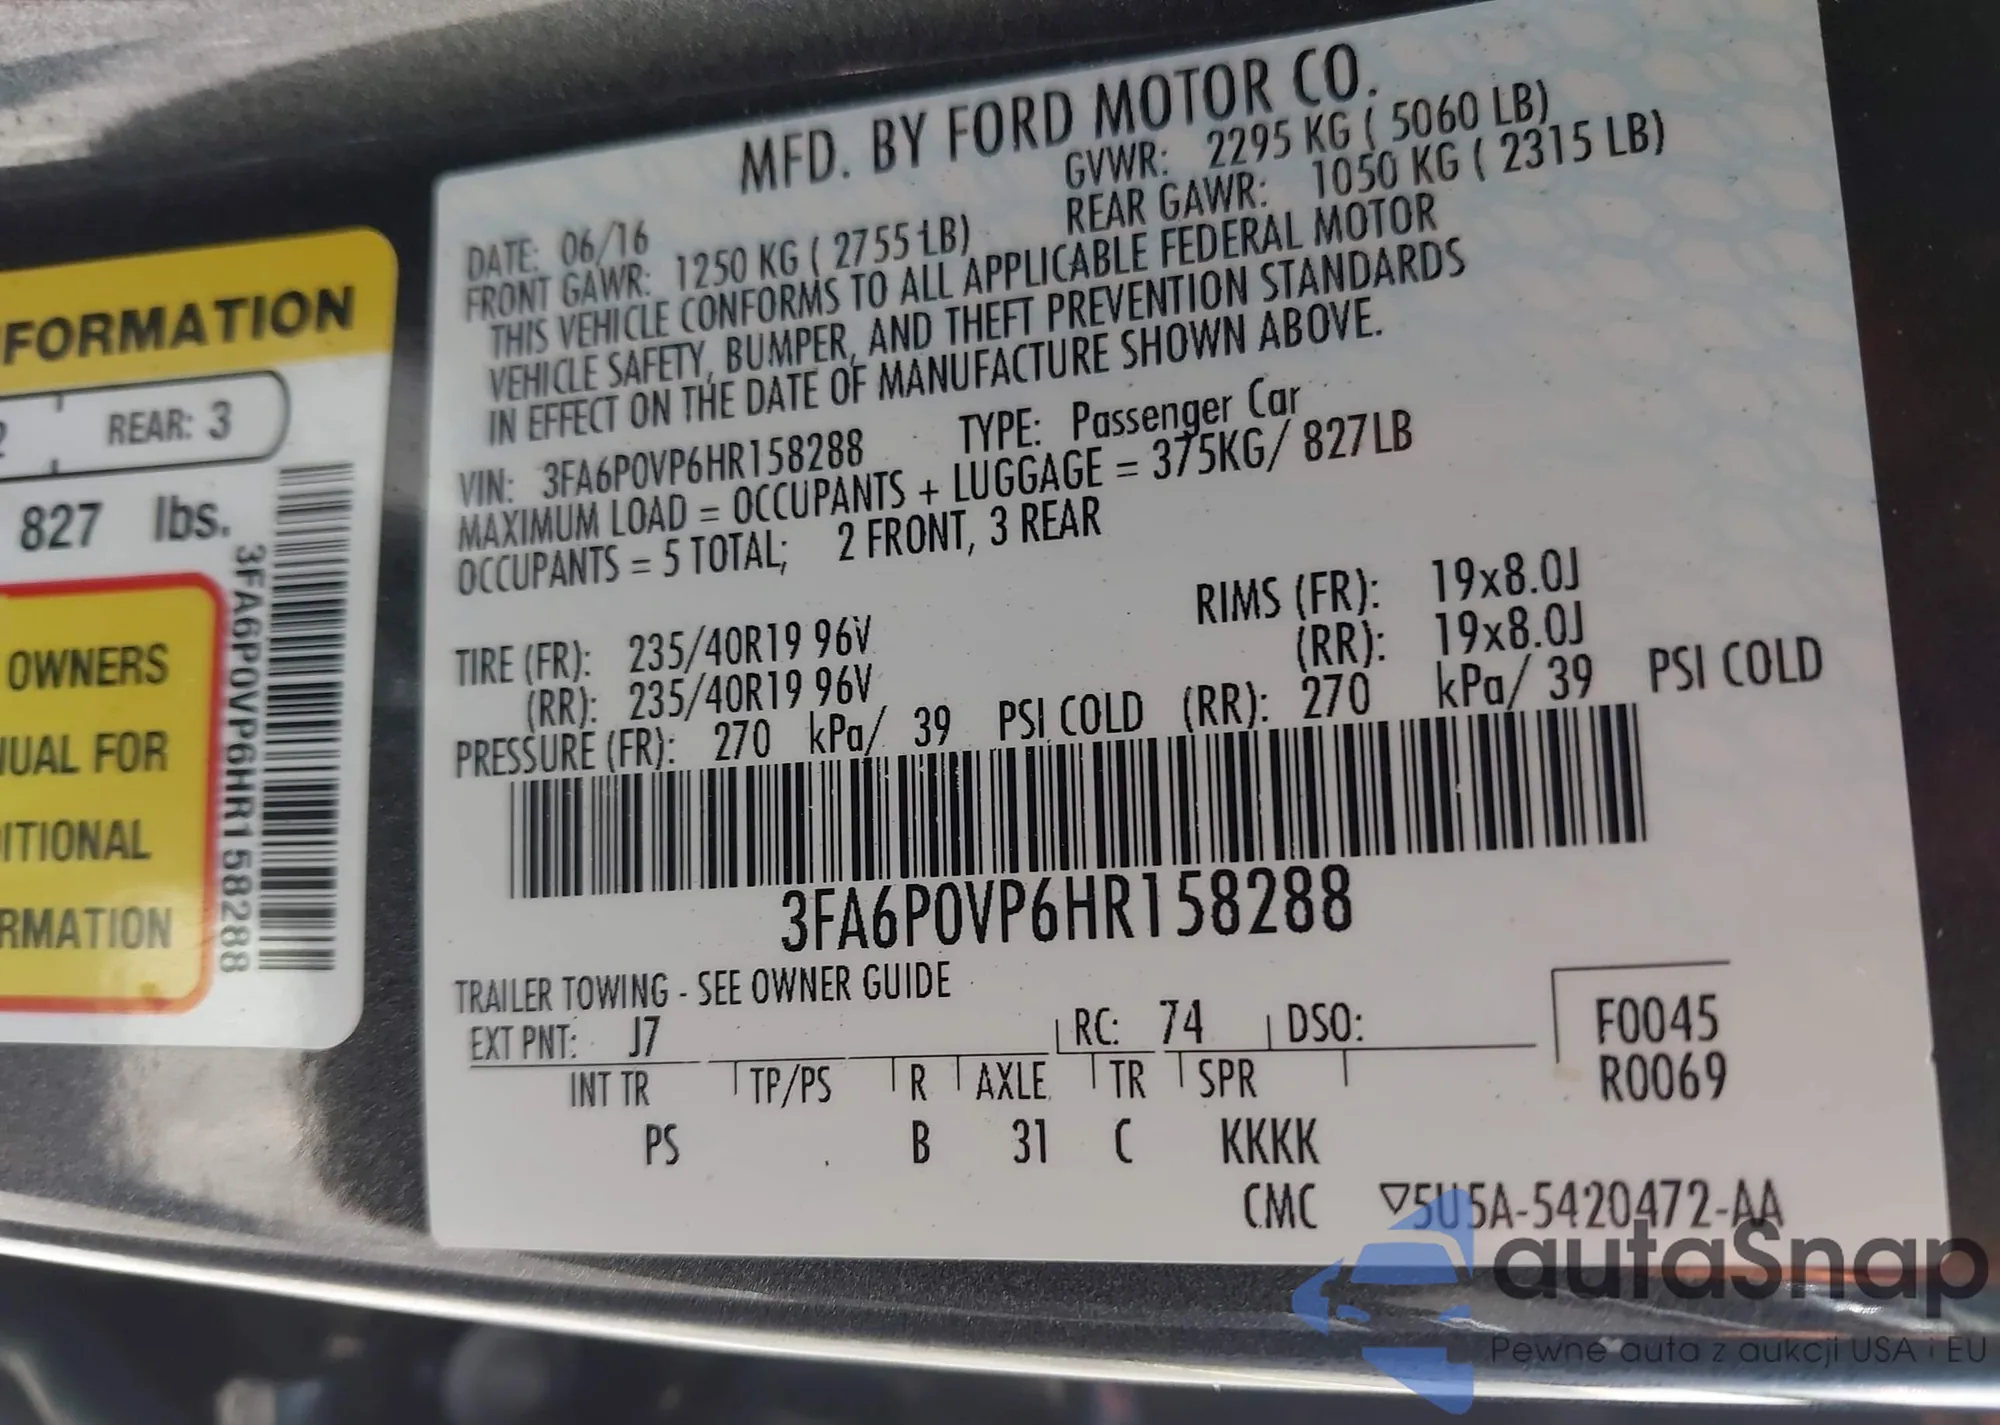 FORMATION
REAR: 3
827 lbs.
3FA6P0VP6HR158288
OWNERS
UAL FOR
ITIONAL
RMATION
MFD. BY FORD MOTOR CO.
DATE: 06/16 GVWR: 2295 KG ( 5060 LB)
FRONT GAWR: 1250 KG ( 2755 LB) REAR GAWR: 1050 KG ( 2315 LB)
THIS VEHICLE CONFORMS TO ALL APPLICABLE FEDERAL MOTOR
VEHICLE SAFETY, BUMPER, AND THEFT PREVENTION STANDARDS
IN EFFECT ON THE DATE OF MANUFACTURE SHOWN ABOVE.
VIN: 3FA6P0VP6HR158288 TYPE: Passenger Car
MAXIMUM LOAD = OCCUPANTS + LUGGAGE = 375KG/ 827LB
OCCUPANTS = 5 TOTAL; 2 FRONT, 3 REAR
TIRE (FR): 235/40R19 96V RIMS (FR): 19x8.0J
(RR): 235/40R19 96V (RR): 19x8.0J
PRESSURE (FR): 270 kPa/ 39 PSI COLD (RR): 270 kPa/ 39 PSI COLD
3FA6P0VP6HR158288
TRAILER TOWING - SEE OWNER GUIDE
EXT PNT: J7 RC: 74 DSO: F0045
R0069
INT TR TP/PS R AXLE TR SPR
PS B 31 C KKKK
CMC ▽5U5A-5420472-AA
autaSnap
Pewne auta z aukcji USA i EU